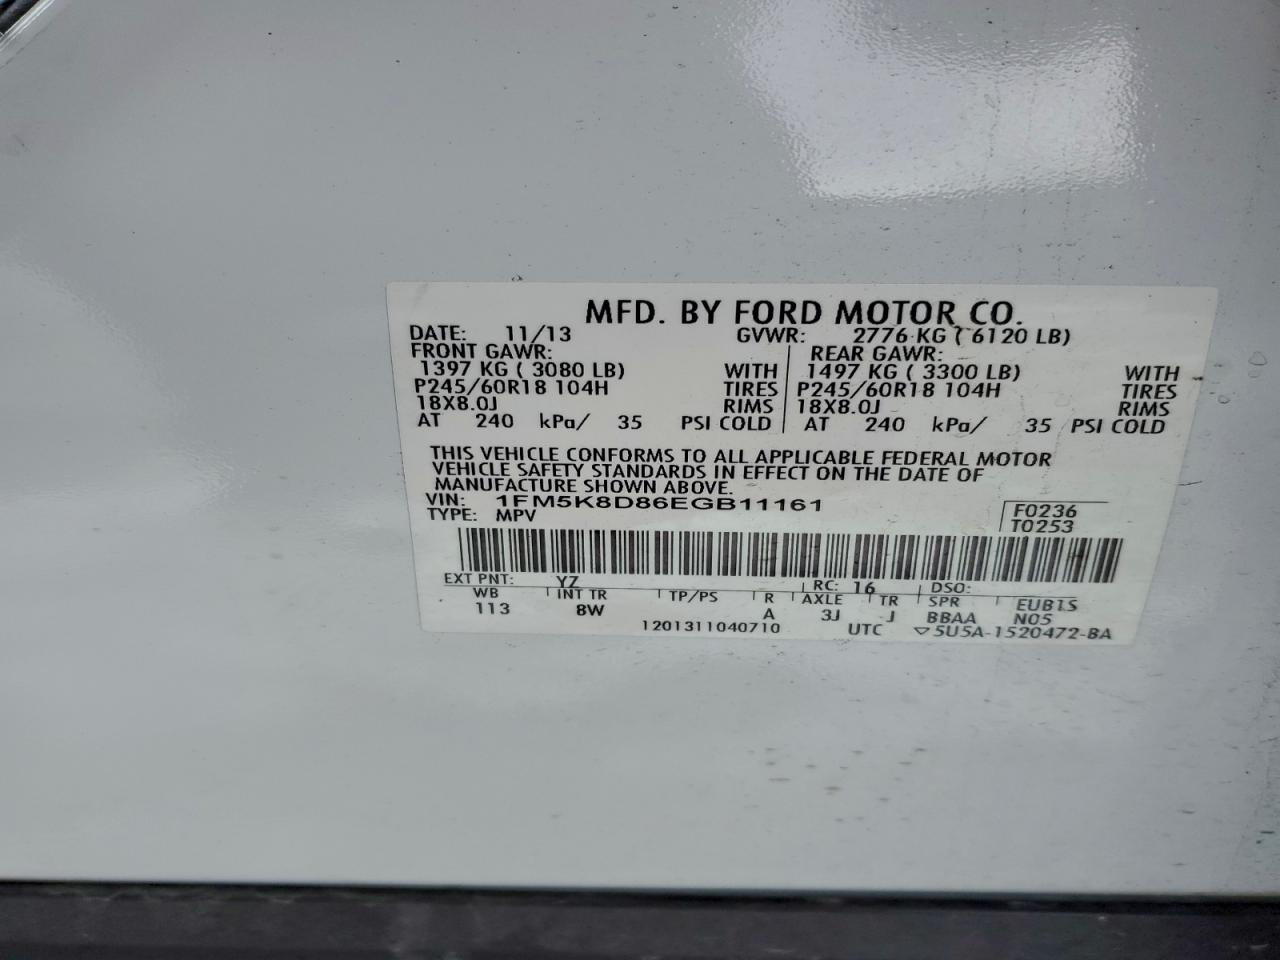 MFD. BY FORD MOTOR CO.
DATE: 11/13 GVWR: 2776 KG ( 6120 LB)
FRONT GAWR: REAR GAWR:
1397 KG ( 3080 LB) WITH 1497 KG ( 3300 LB) WITH
P245/60R18 104H TIRES P245/60R18 104H TIRES
18X8.0J RIMS 18X8.0J RIMS
AT 240 kPa/ 35 PSI COLD AT 240 kPa/ 35 PSI COLD
THIS VEHICLE CONFORMS TO ALL APPLICABLE FEDERAL MOTOR
VEHICLE SAFETY STANDARDS IN EFFECT ON THE DATE OF
MANUFACTURE SHOWN ABOVE.
VIN: 1FM5K8D86EGB11161 F0236
TYPE: MPV T0253
EXT PNT: YZ RC: 16 DSO:
WB INT TR TP/PS R AXLE TR SPR EUB1S
113 8W A 3J J BBAA N05
1201311040710 UTC ▽5U5A-1520472-BA